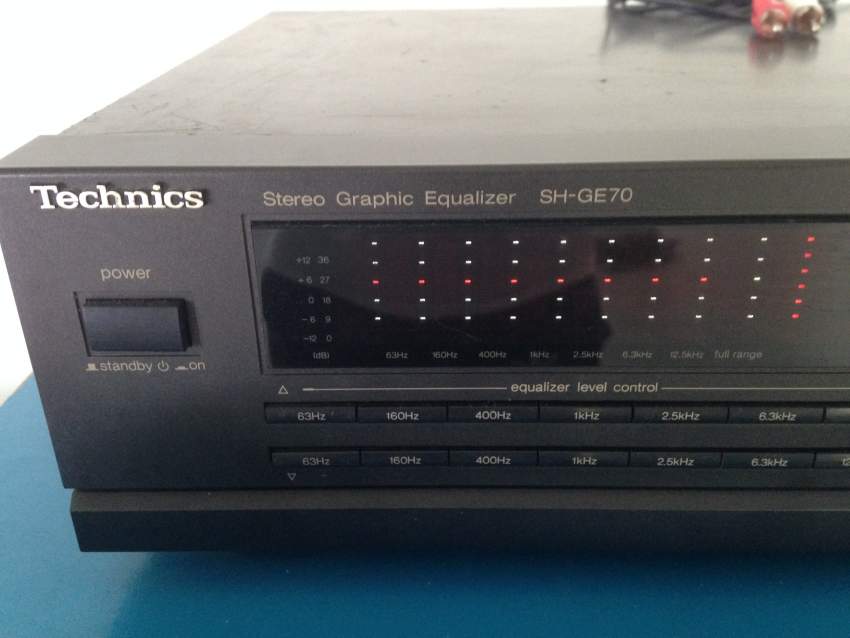 Technics
Stereo Graphic Equalizer SH-GE70
power
standby on
+12 36
+6 27
0 18
-6 9
-12 0
(dB)
63Hz 160Hz 400Hz 1kHz 2.5kHz 6.3kHz 12.5kHz full range
equalizer level control
63Hz 160Hz 400Hz 1kHz 2.5kHz 6.3kHz
63Hz 160Hz 400Hz 1kHz 2.5kHz 6.3kHz 12